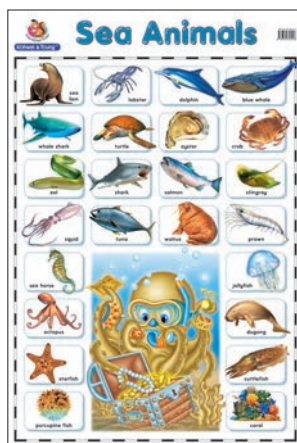 Sea Animals
sea lion
lobster
dolphin
blue whale
whale shark
turtle
oyster
crab
eel
shark
salmon
stingray
squid
tuna
walrus
prawn
sea horse
jellyfish
octopus
dugong
starfish
cuttlefish
porcupine fish
coral